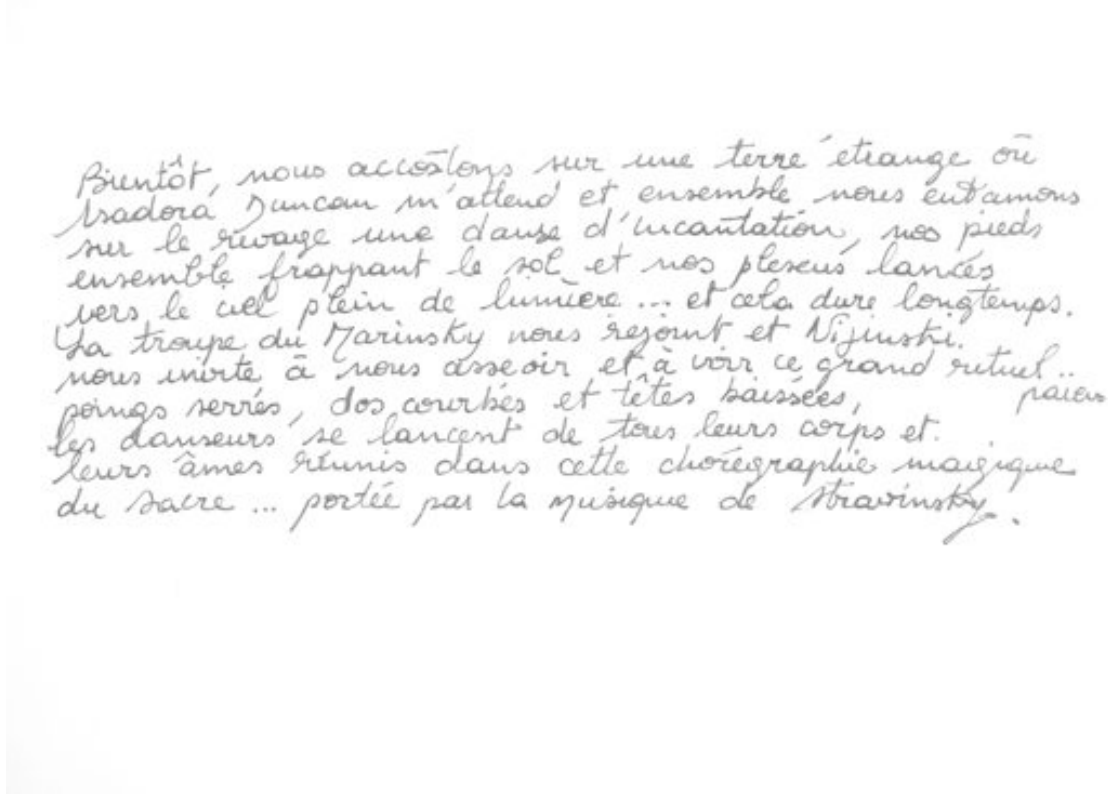 Bientôt, nous accostons sur une terre étrange où
Isadora Duncan m'attend et ensemble nous entamons
sur le rivage une danse d'incantation, nos pieds
ensemble frappant le sol et nos plexus lancés
vers le ciel plein de lumière ... et cela dure longtemps.
La troupe du Marinsky nous rejoint et Nijinski.
nous invite à nous asseoir et à voir ce grand rituel..
païen
poings serrés, dos courbés et têtes baissées,
les danseurs se lancent de tous leurs corps et.
leurs âmes réunis dans cette chorégraphie magique
du sacre ... portée par la musique de Stravinsky.